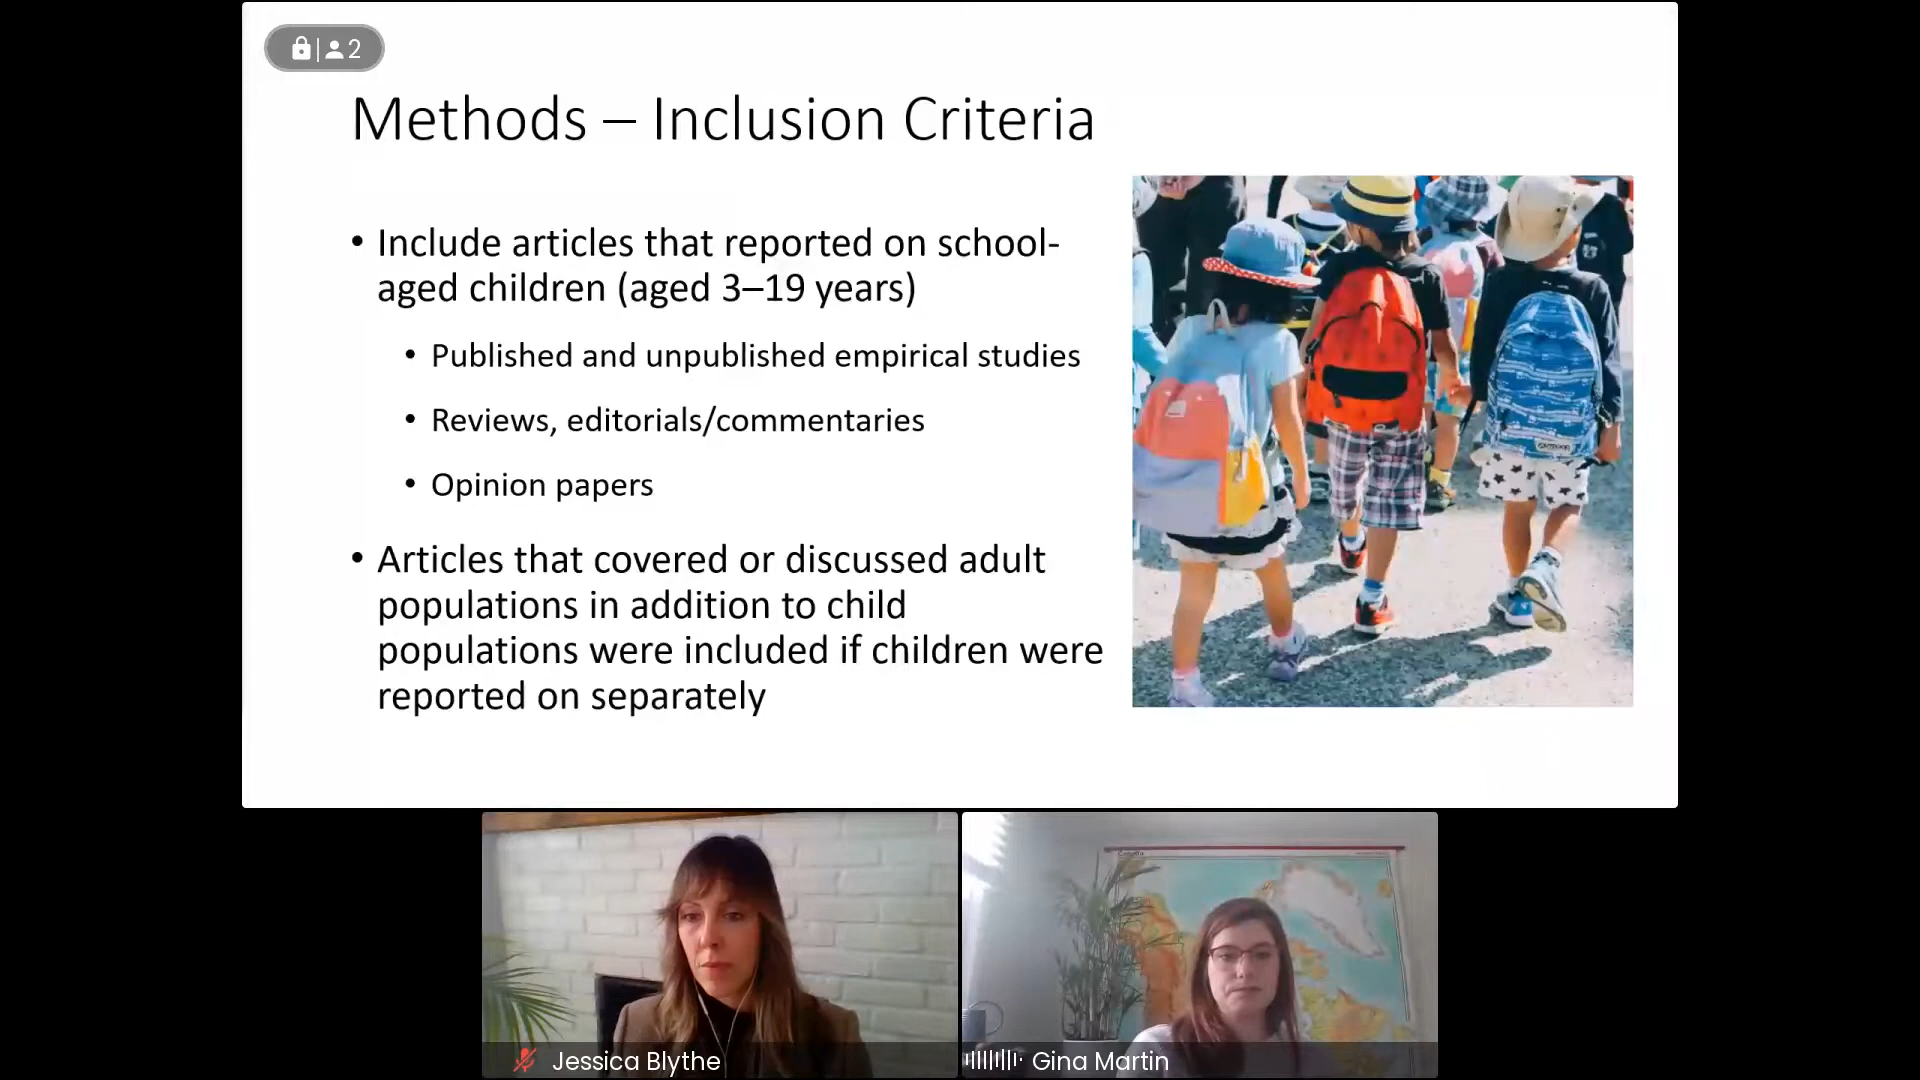 2
Methods – Inclusion Criteria
• Include articles that reported on school-
aged children (aged 3–19 years)
• Published and unpublished empirical studies
• Reviews, editorials/commentaries
• Opinion papers
• Articles that covered or discussed adult
populations in addition to child
populations were included if children were
reported on separately
OUTDOOR
Jessica Blythe
Gina Martin